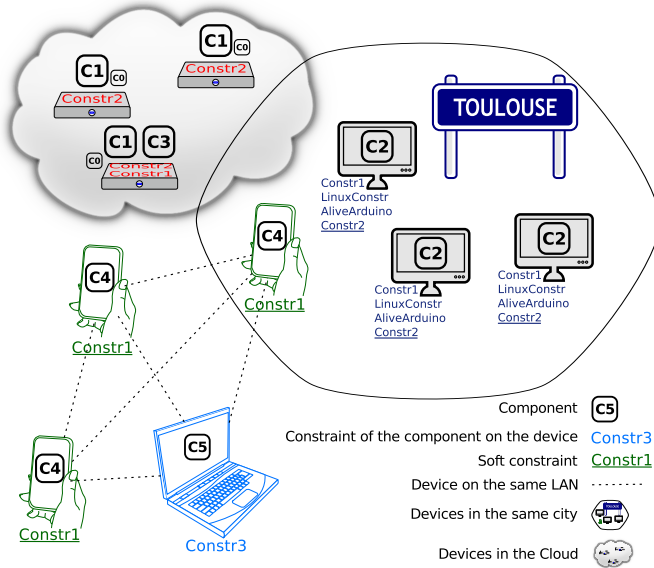 C1
C0
Constr2
C1
C0
Constr2
C1
C3
C0
Constr2
Constr1
TOULOUSE
C2
Constr1
LinuxConstr
AliveArduino
Constr2
C2
Constr1
LinuxConstr
AliveArduino
Constr2
C2
Constr1
LinuxConstr
AliveArduino
Constr2
C4
Constr1
C4
Constr1
C4
Constr1
C5
Constr3
Component
C5
Constraint of the component on the device
Constr3
Soft constraint
Constr1
Device on the same LAN
Devices in the same city
Devices in the Cloud